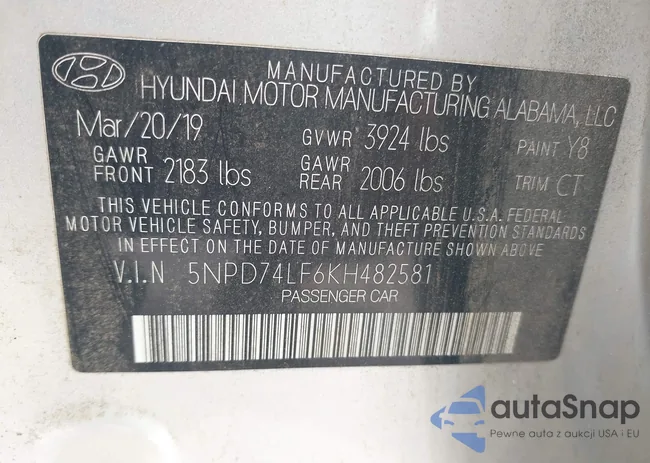 MANUFACTURED BY
HYUNDAI MOTOR MANUFACTURING ALABAMA, LLC
Mar/20/19 GVWR 3924 lbs PAINT Y8
GAWR FRONT 2183 lbs GAWR REAR 2006 lbs TRIM CT
THIS VEHICLE CONFORMS TO ALL APPLICABLE U.S.A. FEDERAL
MOTOR VEHICLE SAFETY, BUMPER, AND THEFT PREVENTION STANDARDS
IN EFFECT ON THE DATE OF MANUFACTURE SHOWN ABOVE.
V.I.N 5NPD74LF6KH482581
PASSENGER CAR
autaSnap
Pewne auta z aukcji USA i EU